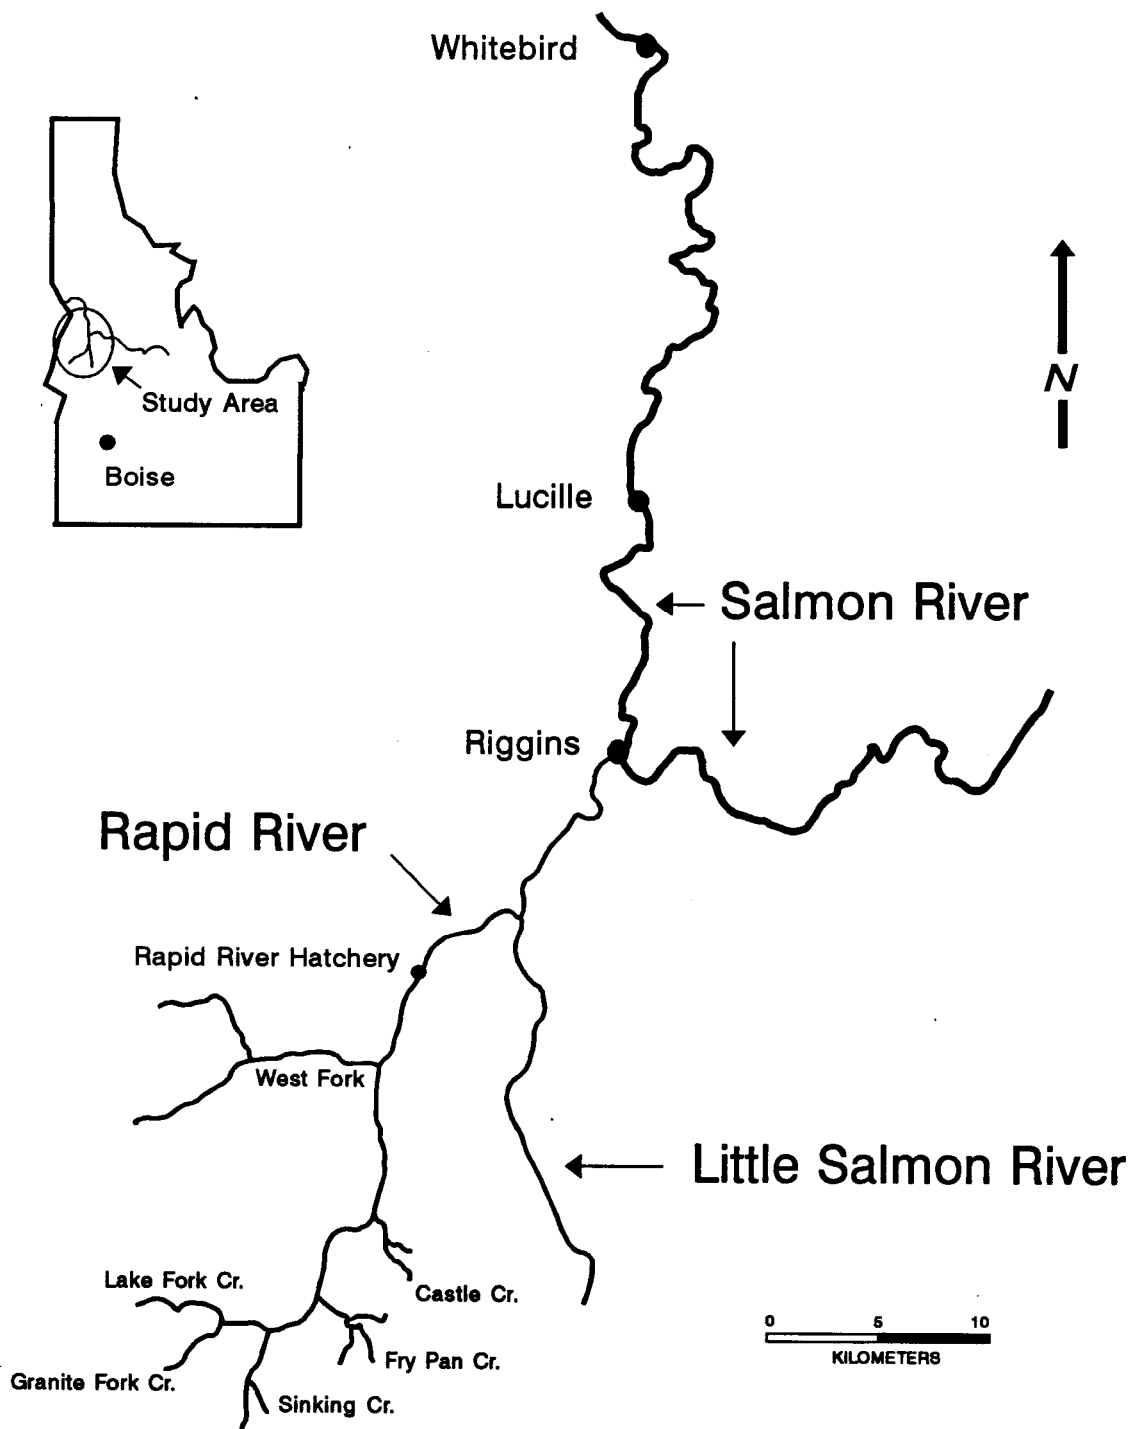 Whitebird
Study Area
Boise
N
Lucille
Salmon River
Riggins
Rapid River
Rapid River Hatchery
West Fork
Little Salmon River
Lake Fork Cr.
Castle Cr.
0 5 10
KILOMETERS
Fry Pan Cr.
Granite Fork Cr.
Sinking Cr.